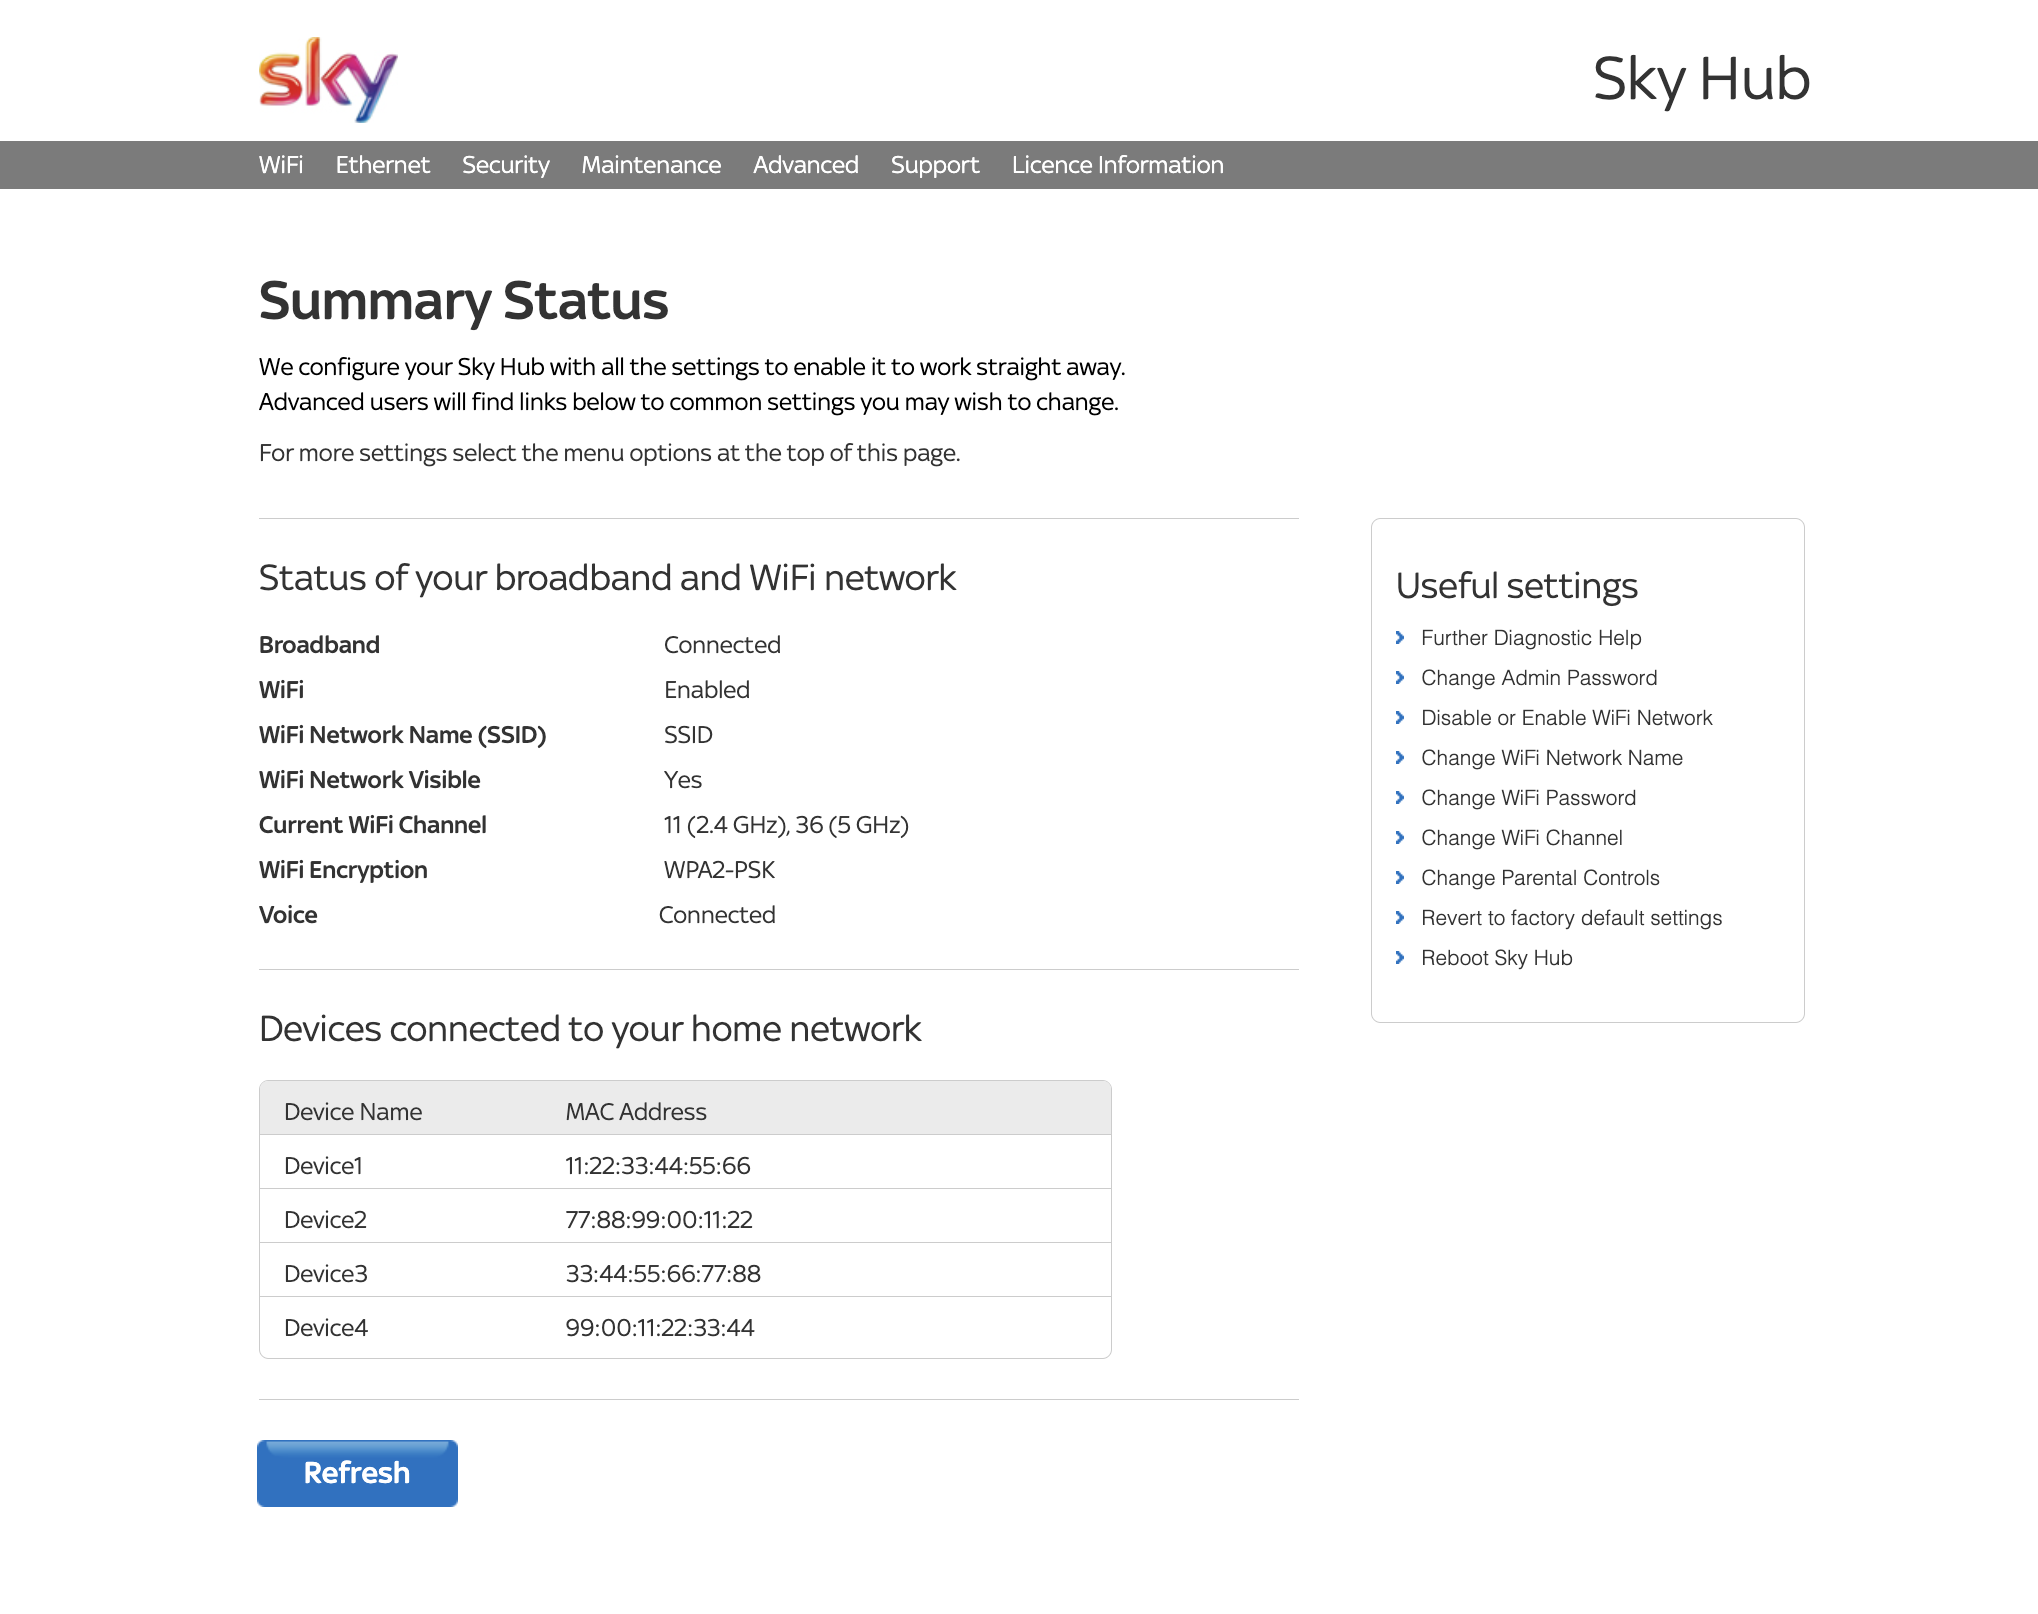 sky
Sky Hub
WiFi Ethernet Security Maintenance Advanced Support Licence Information
Summary Status
We configure your Sky Hub with all the settings to enable it to work straight away.
Advanced users will find links below to common settings you may wish to change.
For more settings select the menu options at the top of this page.
Status of your broadband and WiFi network
Broadband Connected
WiFi Enabled
WiFi Network Name (SSID) SSID
WiFi Network Visible Yes
Current WiFi Channel 11 (2.4 GHz), 36 (5 GHz)
WiFi Encryption WPA2-PSK
Voice Connected
Devices connected to your home network
Device Name MAC Address
Device1 11:22:33:44:55:66
Device2 77:88:99:00:11:22
Device3 33:44:55:66:77:88
Device4 99:00:11:22:33:44
Refresh
Useful settings
Further Diagnostic Help
Change Admin Password
Disable or Enable WiFi Network
Change WiFi Network Name
Change WiFi Password
Change WiFi Channel
Change Parental Controls
Revert to factory default settings
Reboot Sky Hub